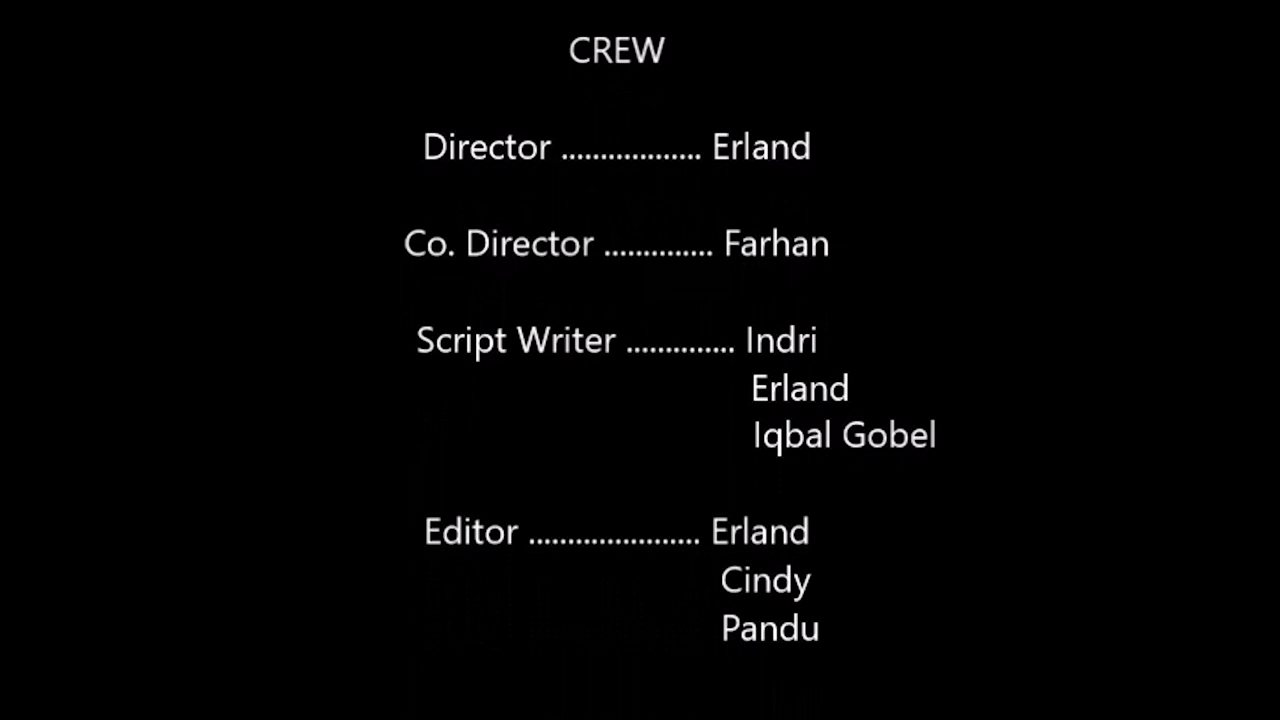 CREW
Director .................. Erland
Co. Director .............. Farhan
Script Writer .............. Indri
Erland
Iqbal Gobel
Editor ...................... Erland
Cindy
Pandu